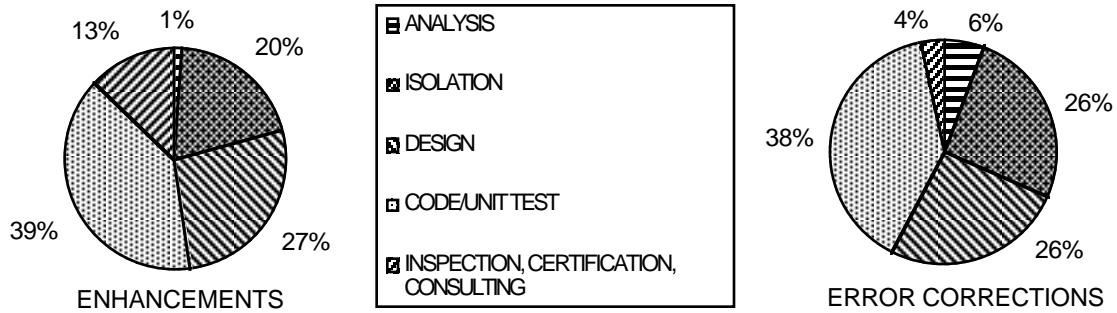 13%
1%
20%
39%
27%
ENHANCEMENTS
ANALYSIS
ISOLATION
DESIGN
CODE/UNIT TEST
INSPECTION, CERTIFICATION,
CONSULTING
4%
6%
38%
26%
26%
ERROR CORRECTIONS